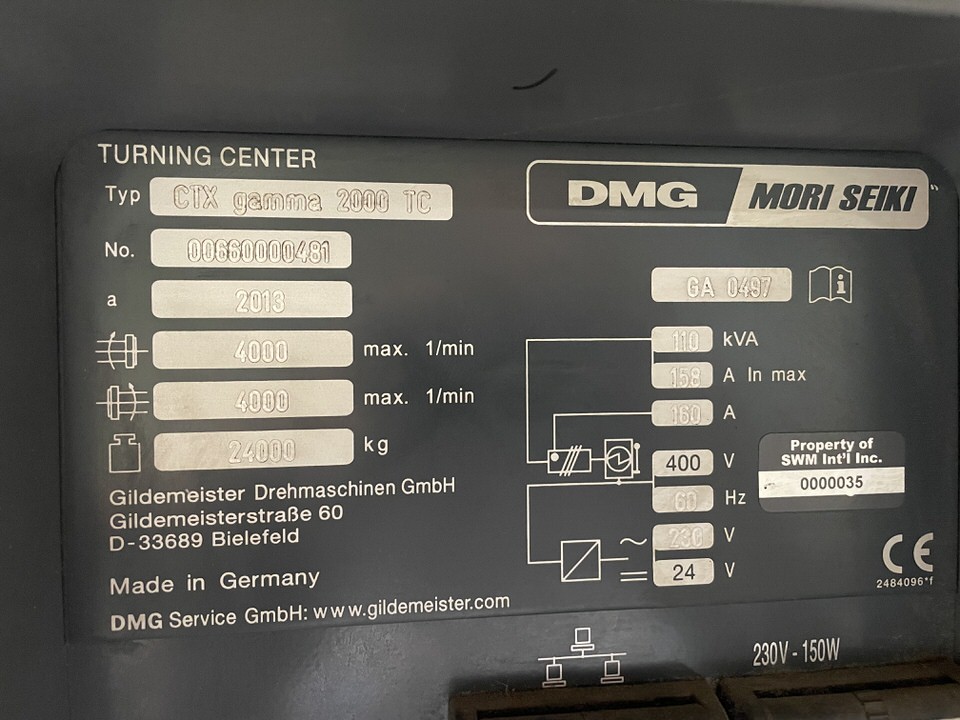 TURNING CENTER
Typ CTX gamma 2000 TC
No. 00660000481
a 2013
4000 max. 1/min
4000 max. 1/min
24000 kg
Gildemeister Drehmaschinen GmbH
Gildemeisterstraße 60
D-33689 Bielefeld
Made in Germany
DMG Service GmbH: www.gildemeister.com
DMG MORI SEIKI
GA 0497 i
110 kVA
158 A In max
160 A
400 V
60 Hz
230 V
24 V
Property of
SWM Int'l Inc.
0000035
CE
2484096*f
230V - 150W